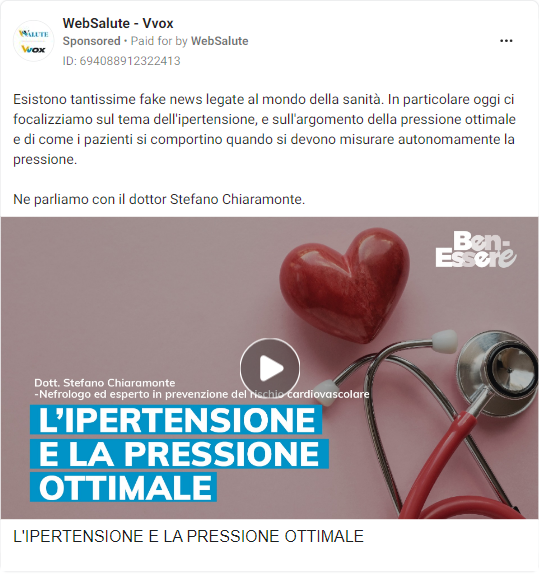 WebSalute - Vvox
Sponsored • Paid for by WebSalute
ID: 694088912322413
SALUTE
VVOX
Esistono tantissime fake news legate al mondo della sanità. In particolare oggi ci
focalizziamo sul tema dell'ipertensione, e sull'argomento della pressione ottimale
e di come i pazienti si comportino quando si devono misurare autonomamente la
pressione.
Ne parliamo con il dottor Stefano Chiaramonte.
Ben-
Essere
Dott. Stefano Chiaramonte
-Nefrologo ed esperto in prevenzione del rischio cardiovascolare
L'IPERTENSIONE
E LA PRESSIONE
OTTIMALE
L'IPERTENSIONE E LA PRESSIONE OTTIMALE